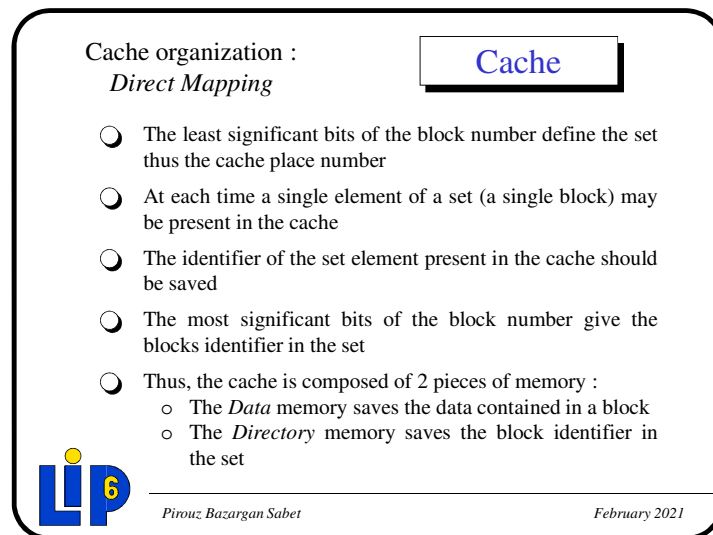 Cache organization :
Direct Mapping
Cache
The least significant bits of the block number define the set
thus the cache place number
At each time a single element of a set (a single block) may
be present in the cache
The identifier of the set element present in the cache should
be saved
The most significant bits of the block number give the
blocks identifier in the set
Thus, the cache is composed of 2 pieces of memory :
o The Data memory saves the data contained in a block
o The Directory memory saves the block identifier in
the set
LIP6
Pirouz Bazargan Sabet
February 2021